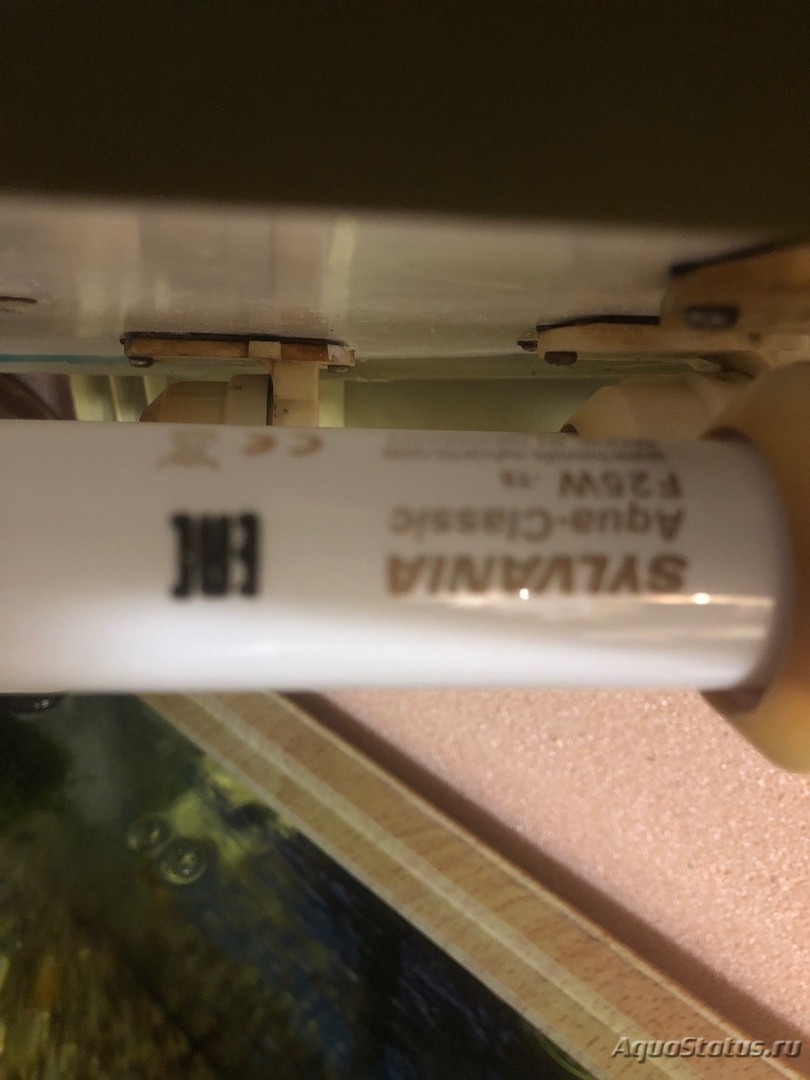 SYLVANIA
Aqua-Classic
F25W
CE
EAC
AquaStatus.ru